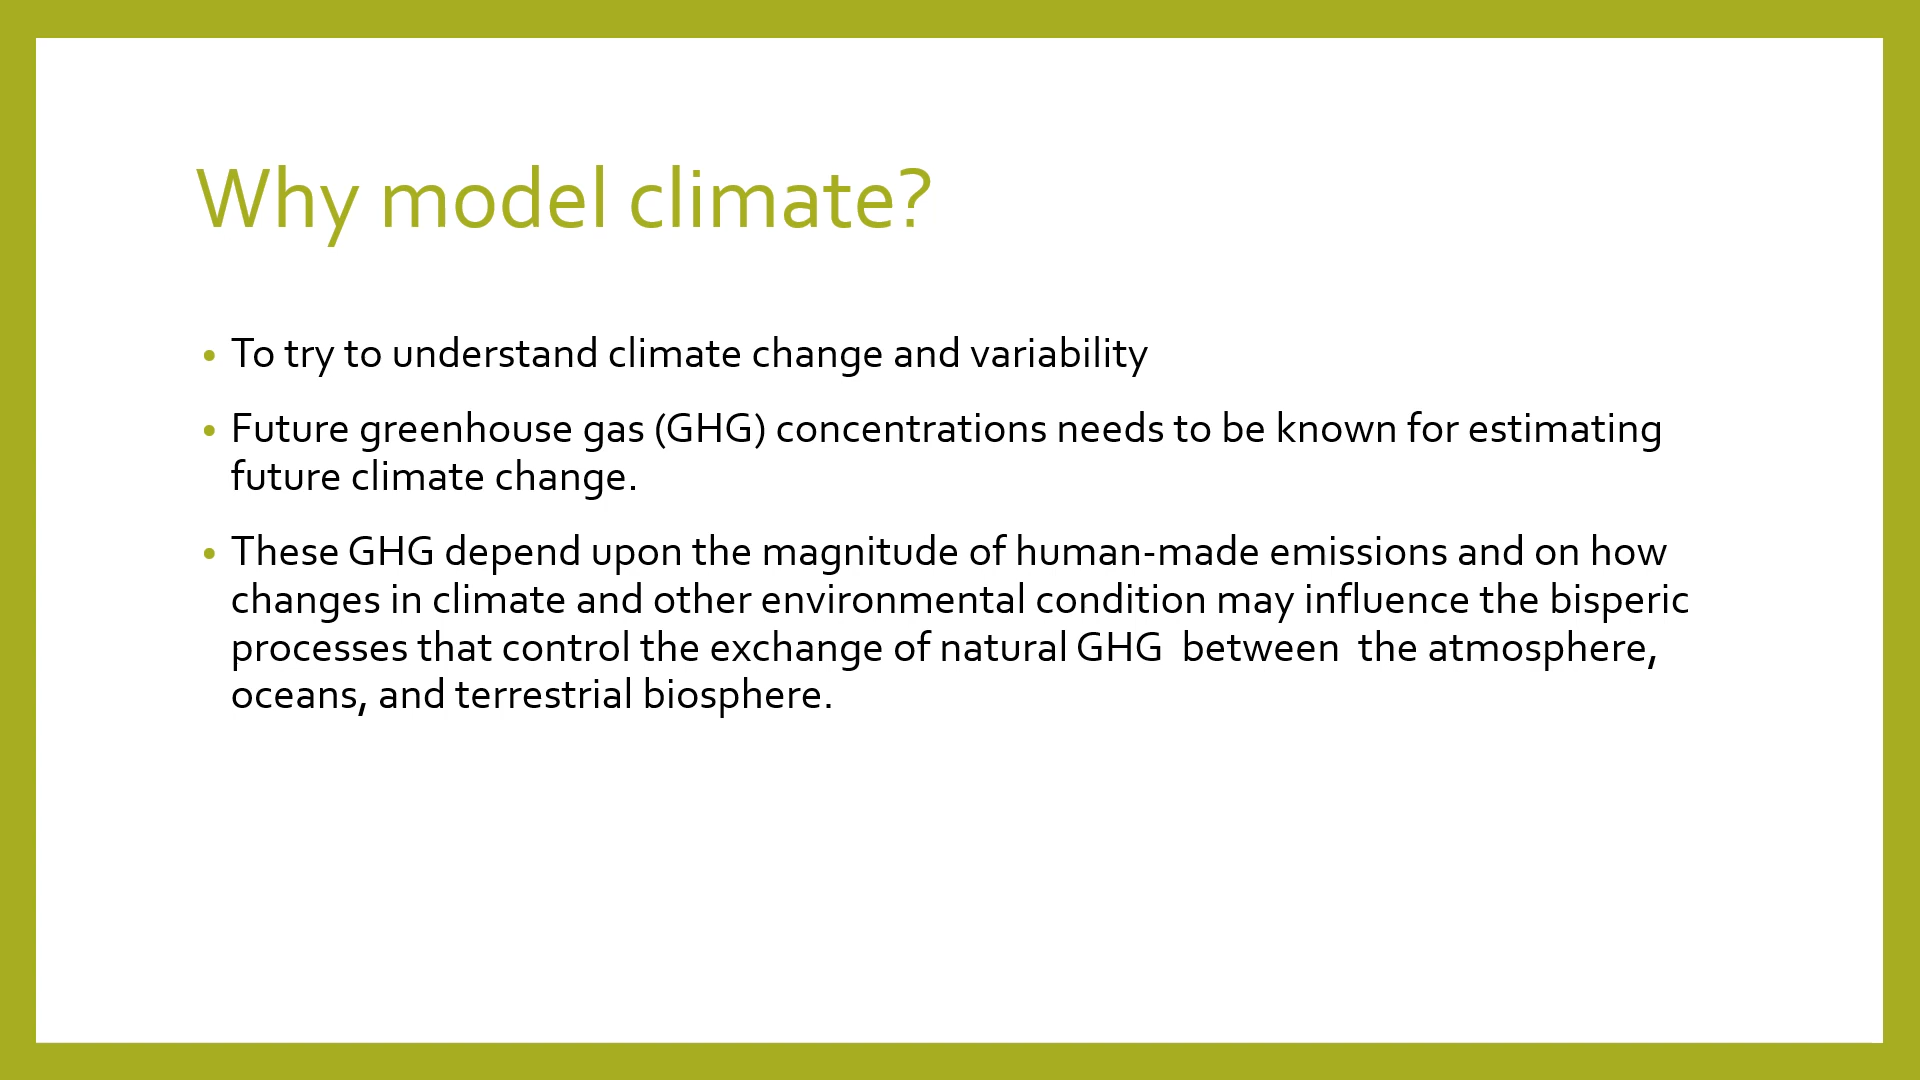 Why model climate?
• To try to understand climate change and variability
• Future greenhouse gas (GHG) concentrations needs to be known for estimating
future climate change.
• These GHG depend upon the magnitude of human-made emissions and on how
changes in climate and other environmental condition may influence the bisperic
processes that control the exchange of natural GHG  between  the atmosphere,
oceans, and terrestrial biosphere.